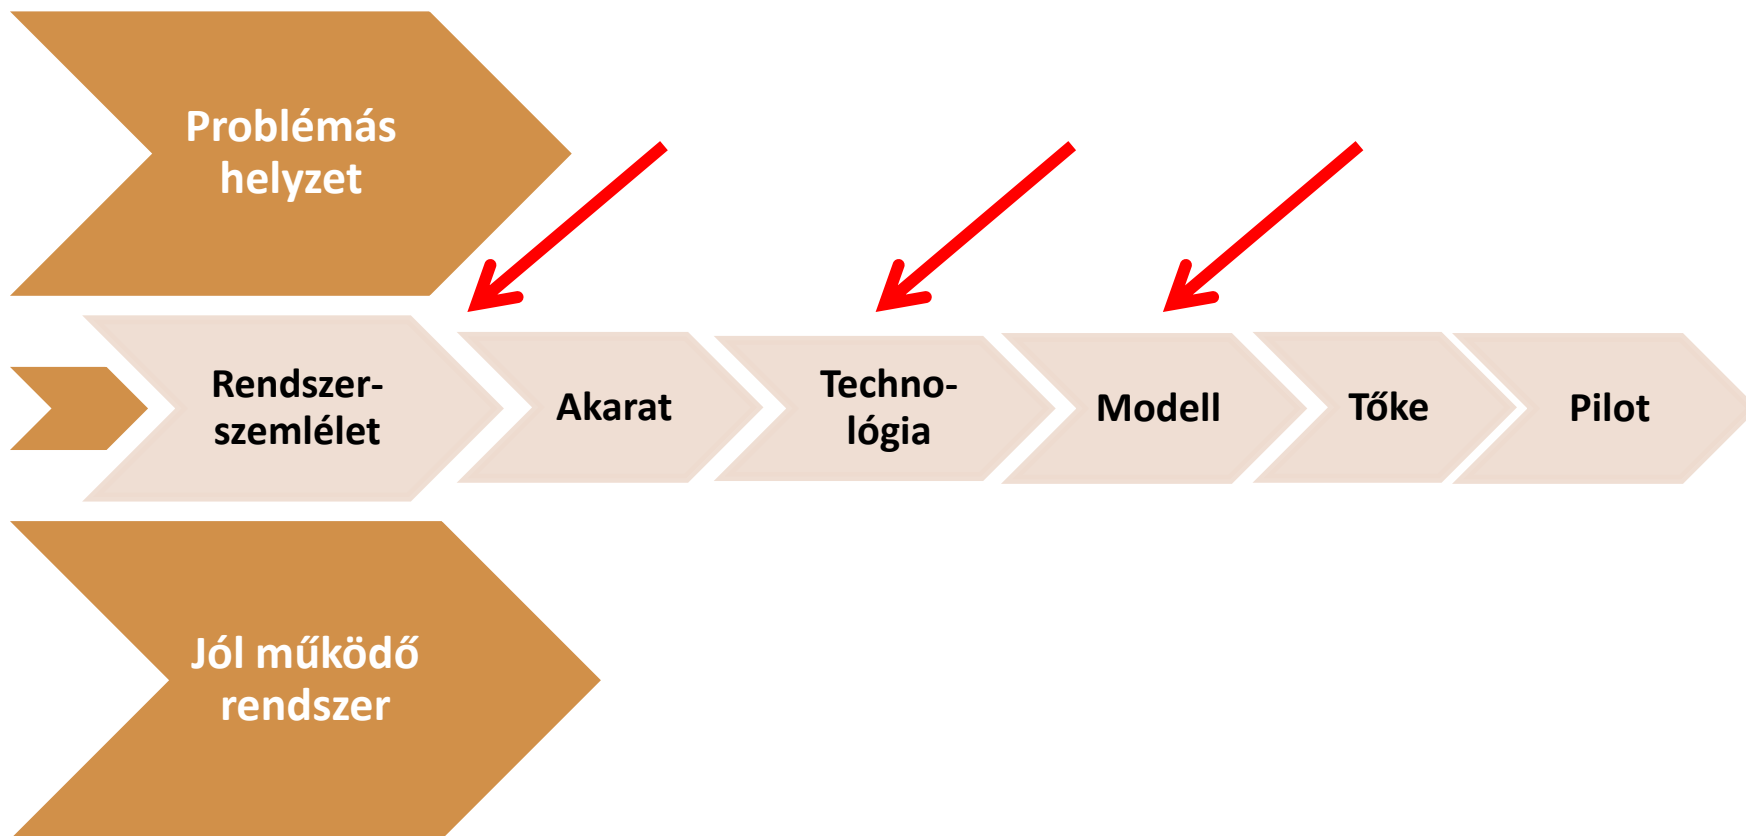 Problémás
helyzet
Rendszer-
szemlélet
Akarat
Techno-
lógia
Modell
Tőke
Pilot
Jól működő
rendszer